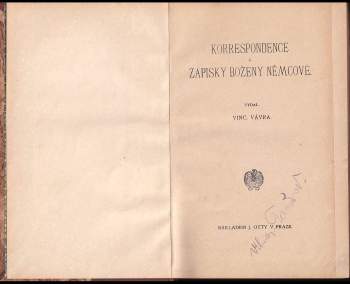 KORRESPONDENCE
A
ZÁPISKY BOŽENY NĚMCOVÉ.
VYDAL
VINC. VÁVRA.
NÁKLADEM J. OTTY V PRAZE.